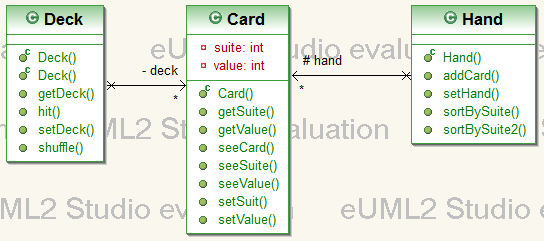 Deck
Deck()
Deck()
getDeck()
hit()
setDeck()
shuffle()
- deck
*
Card
suite: int
value: int
Card()
getSuite()
getValue()
seeCard()
seeSuite()
seeValue()
setSuit()
setValue()
# hand
*
Hand
Hand()
addCard()
setHand()
sortBySuite()
sortBySuite2()
eUML2 Studio evaluation
eUML2 Studio evaluation
UML2 Studio evaluation
eUML2 Studio